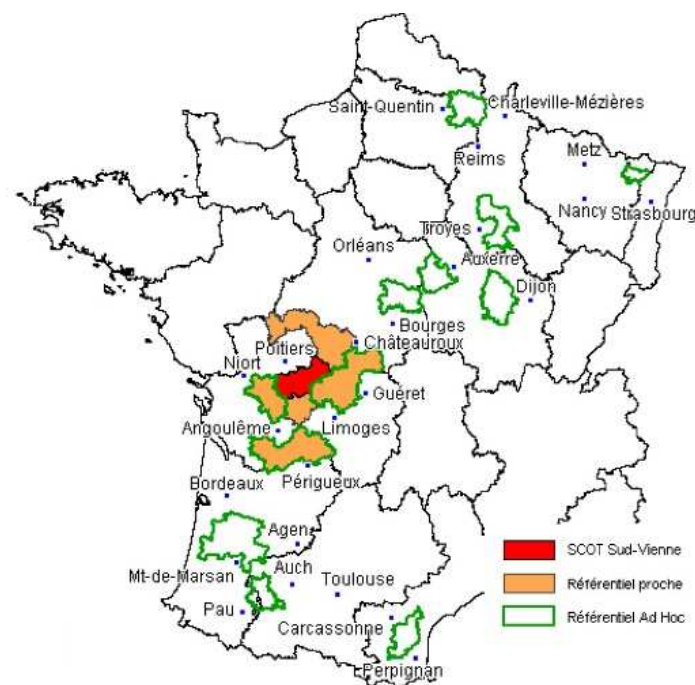 Saint-Quentin
Charleville-Mézières
Reims
Metz
Nancy
Strasbourg
Troyes
Orléans
Auxerre
Dijon
Bourges
Châteauroux
Poitiers
Niort
Guéret
Angoulême
Limoges
Périgueux
Bordeaux
Agen
Mt-de-Marsan
Auch
Toulouse
Pau
Carcassonne
Perpignan
SCOT Sud-Vienne
Référentiel proche
Référentiel Ad Hoc